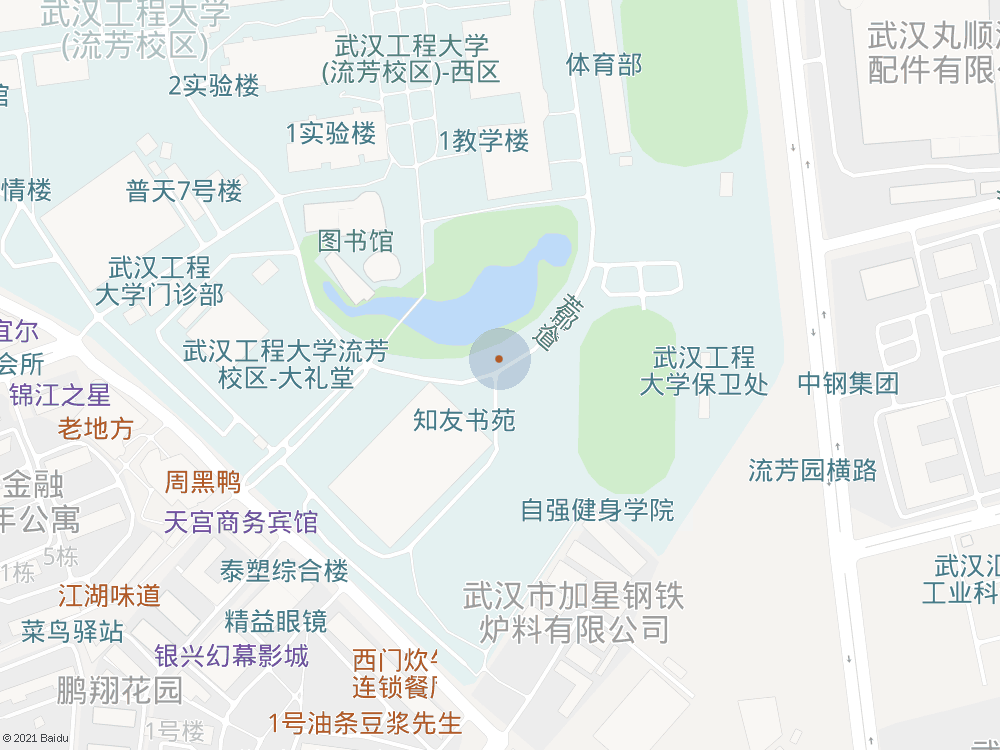 武汉工程大学
(流芳校区)
武汉工程大学
(流芳校区)-西区
体育部
配件有限
2实验楼
馆
1实验楼
1教学楼
情楼
普天7号楼
图书馆
武汉工程
大学门诊部
茗都道
宜尔
会所
武汉工程大学流芳
校区-大礼堂
武汉工程
大学保卫处
中钢集团
锦江之星
老地方
知友书苑
流芳园横路
金融
年公寓
周黑鸭
天宫商务宾馆
自强健身学院
5栋
1栋
泰塑综合楼
武汉汇
工业科
江湖味道
武汉市加星钢铁
炉料有限公司
菜鸟驿站
精益眼镜
银兴幻幕影城
西门炊
连锁餐厅
鹏翔花园
1号楼
1号油条豆浆先生
武汉丸顺
© 2021 Baidu